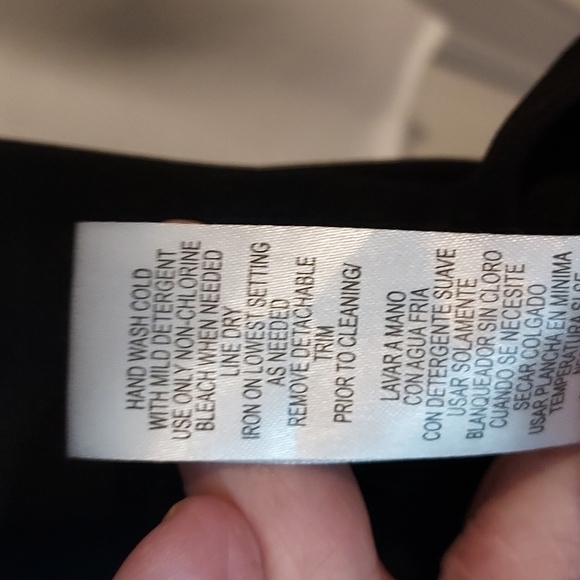 HAND WASH COLD
WITH MILD DETERGENT
USE ONLY NON-CHLORINE
BLEACH WHEN NEEDED
LINE DRY
IRON ON LOWEST SETTING
AS NEEDED
REMOVE DETACHABLE
TRIM
PRIOR TO CLEANING/
LAVAR A MANO
CON AGUA FRIA
CON DETERGENTE SUAVE
USAR SOLAMENTE
BLANQUEADOR SIN CLORO
CUANDO SE NECESITE
SECAR COLGADO
USAR PLANCHA EN MINIMA